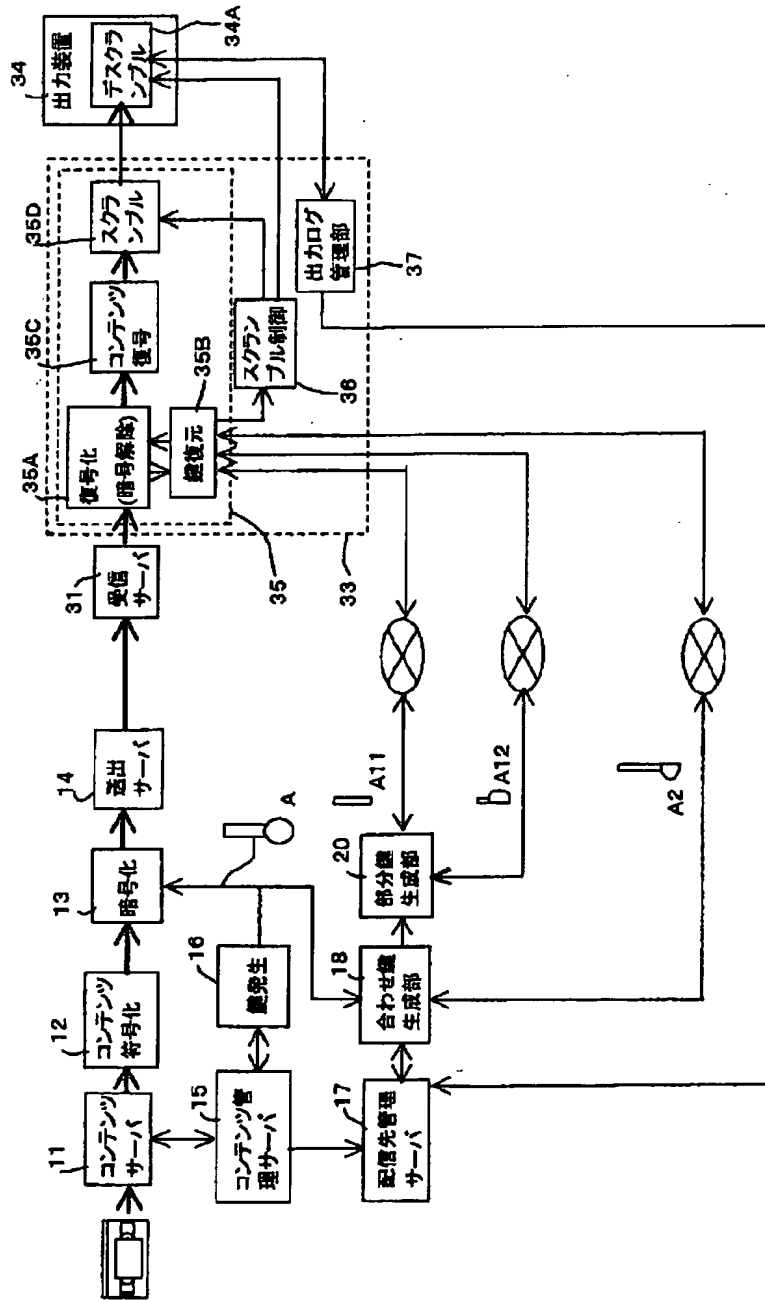 11
コンテンツ
サーバ
12
コンテンツ
符号化
13
暗号化
14
送出
サーバ
31
受信
サーバ
35A
復号化
(暗号解除)
35C
コンテンツ
復号
35D
スクラ
ンブル
34
出力装置
デスクラ
ンブル
34A
15
コンテンツ管
理サーバ
16
鍵発生
A
35B
鍵復元
スクラン
ブル制御
36
出力ログ
管理部
37
35
33
17
配信先管理
サーバ
18
合わせ鍵
生成部
20
部分鍵
生成部
A11
A12
A2